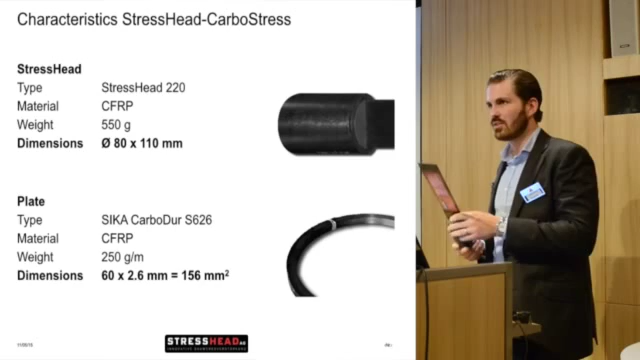 Characteristics StressHead-CarboStress
StressHead
Type StressHead 220
Material CFRP
Weight 550 g
Dimensions Ø 80 x 110 mm
Plate
Type SIKA CarboDur S626
Material CFRP
Weight 250 g/m
Dimensions 60 x 2.6 mm = 156 mm²
STRESSHEAD AG